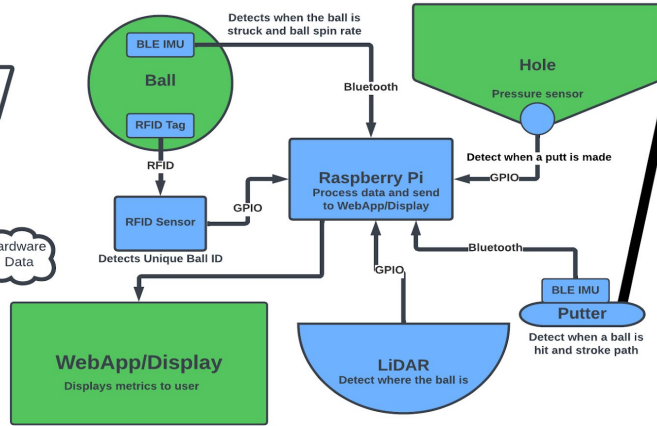 Detects when the ball is
struck and ball spin rate
BLE IMU
Ball
RFID Tag
Bluetooth
Hole
Pressure sensor
Detect when a putt is made
GPIO
RFID
RFID Sensor
GPIO
Detects Unique Ball ID
Raspberry Pi
Process data and send
to WebApp/Display
ardware
Data
GPIO
Bluetooth
BLE IMU
Putter
Detect when a ball is
hit and stroke path
WebApp/Display
Displays metrics to user
LiDAR
Detect where the ball is